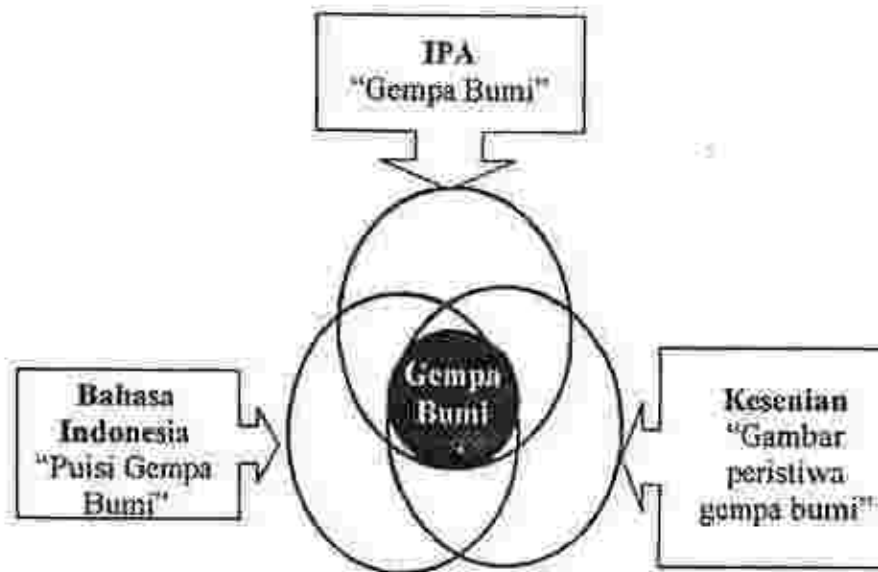 IPA
“Gempa Bumi”
Gempa
Bumi
Bahasa
Indonesia
“Puisi Gempa
Bumi”
Kesenian
“Gambar
peristiwa
gempa bumi”